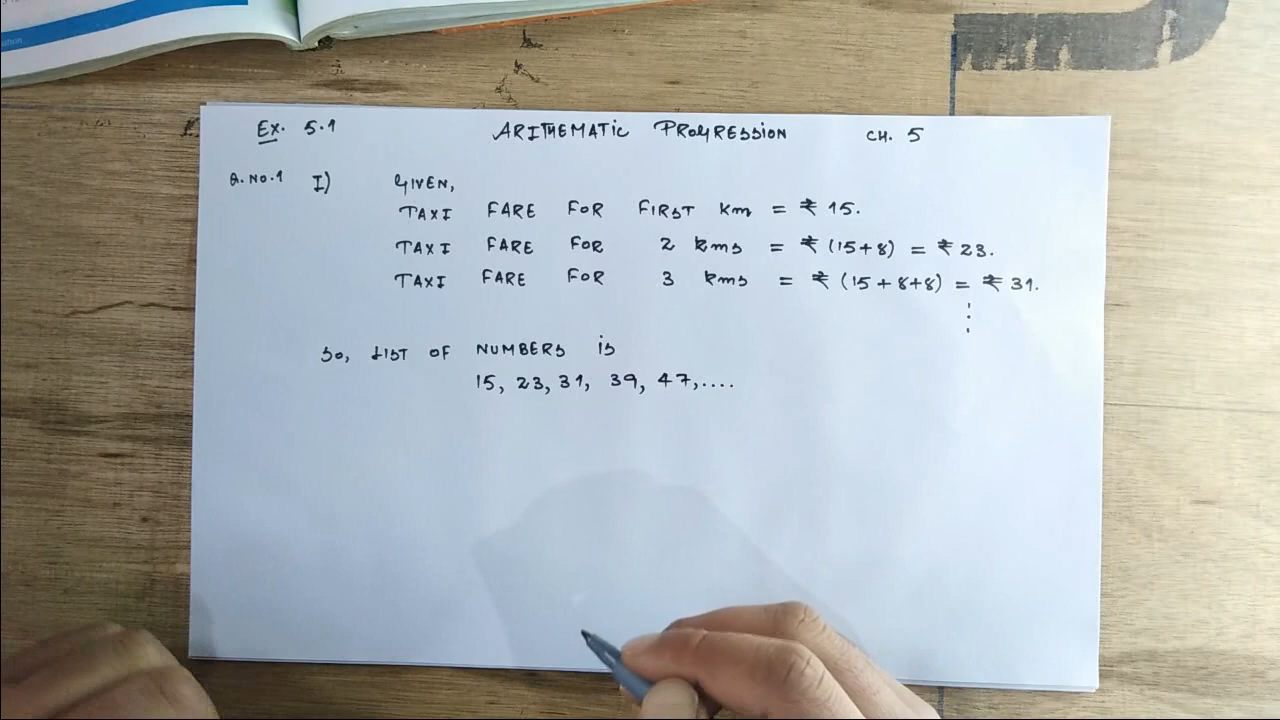 Ex. 5.1 ARITHEMATIC PROGRESSION CH. 5
Q. NO. 1 I) GIVEN,
TAXI FARE FOR FIRST km = ₹ 15.
TAXI FARE FOR 2 kms = ₹ (15+8) = ₹ 23.
TAXI FARE FOR 3 kms = ₹ (15+8+8) = ₹ 31.
⋮
SO, LIST OF NUMBERS is
15, 23, 31, 39, 47,....